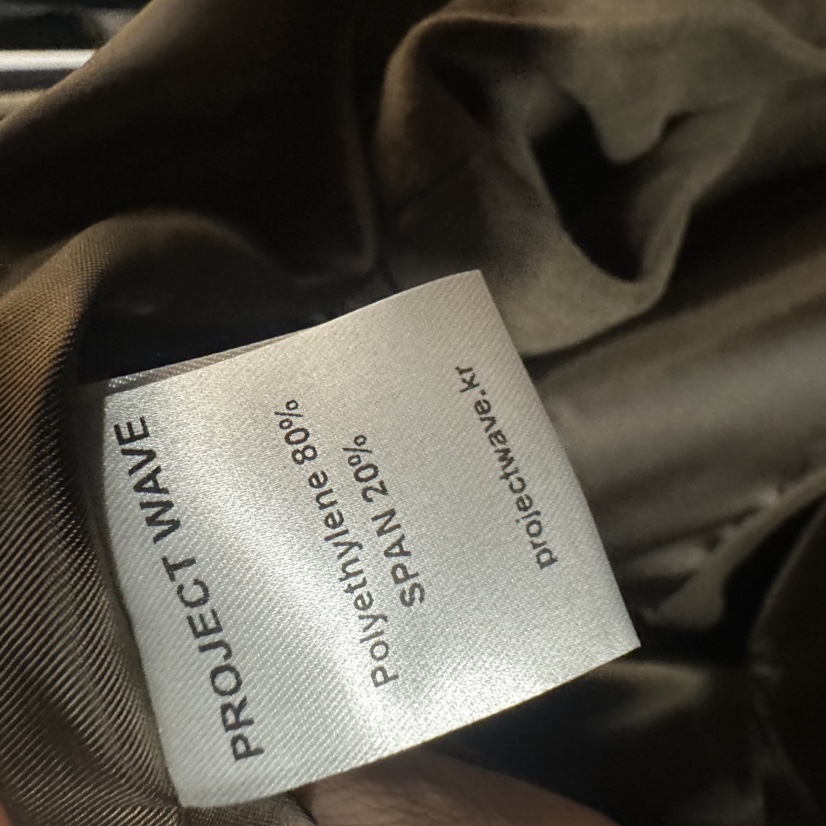 PROJECT WAVE
Polyethylene 80%
SPAN 20%
projectwave.kr